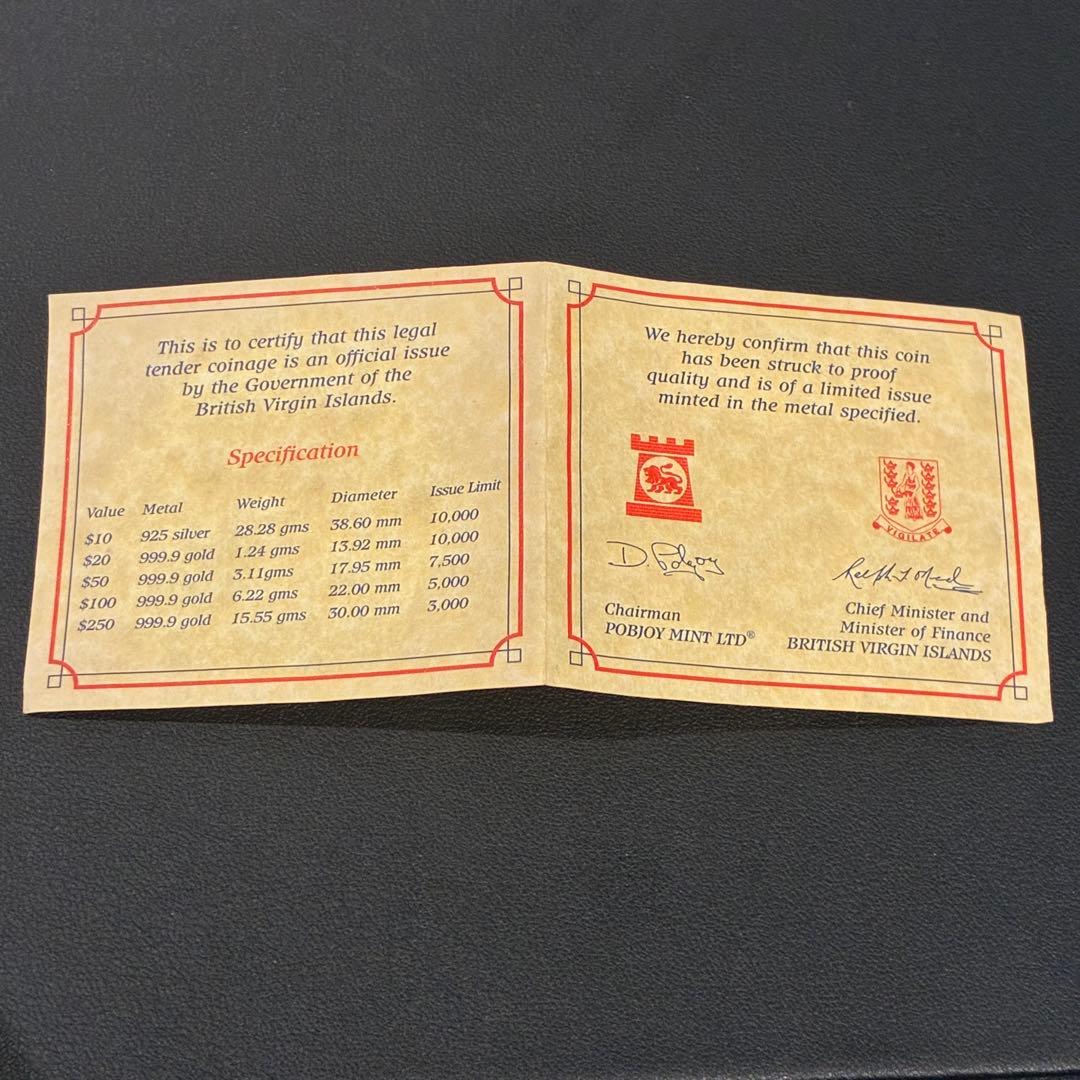 This is to certify that this legal
tender coinage is an official issue
by the Government of the
British Virgin Islands.
Specification
Value Metal Weight Diameter Issue Limit
$10 925 silver 28.28 gms 38.60 mm 10,000
$20 999.9 gold 1.24 gms 13.92 mm 10,000
$50 999.9 gold 3.11gms 17.95 mm 7,500
$100 999.9 gold 6.22 gms 22.00 mm 5,000
$250 999.9 gold 15.55 gms 30.00 mm 3,000
We hereby confirm that this coin
has been struck to proof
quality and is of a limited issue
minted in the metal specified.
VIGILATE
D. Pobjoy
Chairman
POBJOY MINT LTD®
Chief Minister and
Minister of Finance
BRITISH VIRGIN ISLANDS